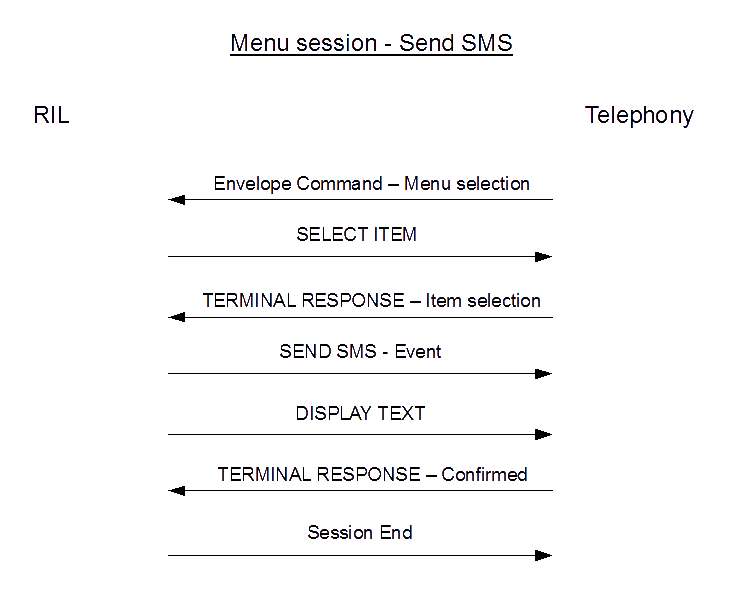 Menu session - Send SMS
RIL
Telephony
Envelope Command – Menu selection
SELECT ITEM
TERMINAL RESPONSE – Item selection
SEND SMS - Event
DISPLAY TEXT
TERMINAL RESPONSE – Confirmed
Session End